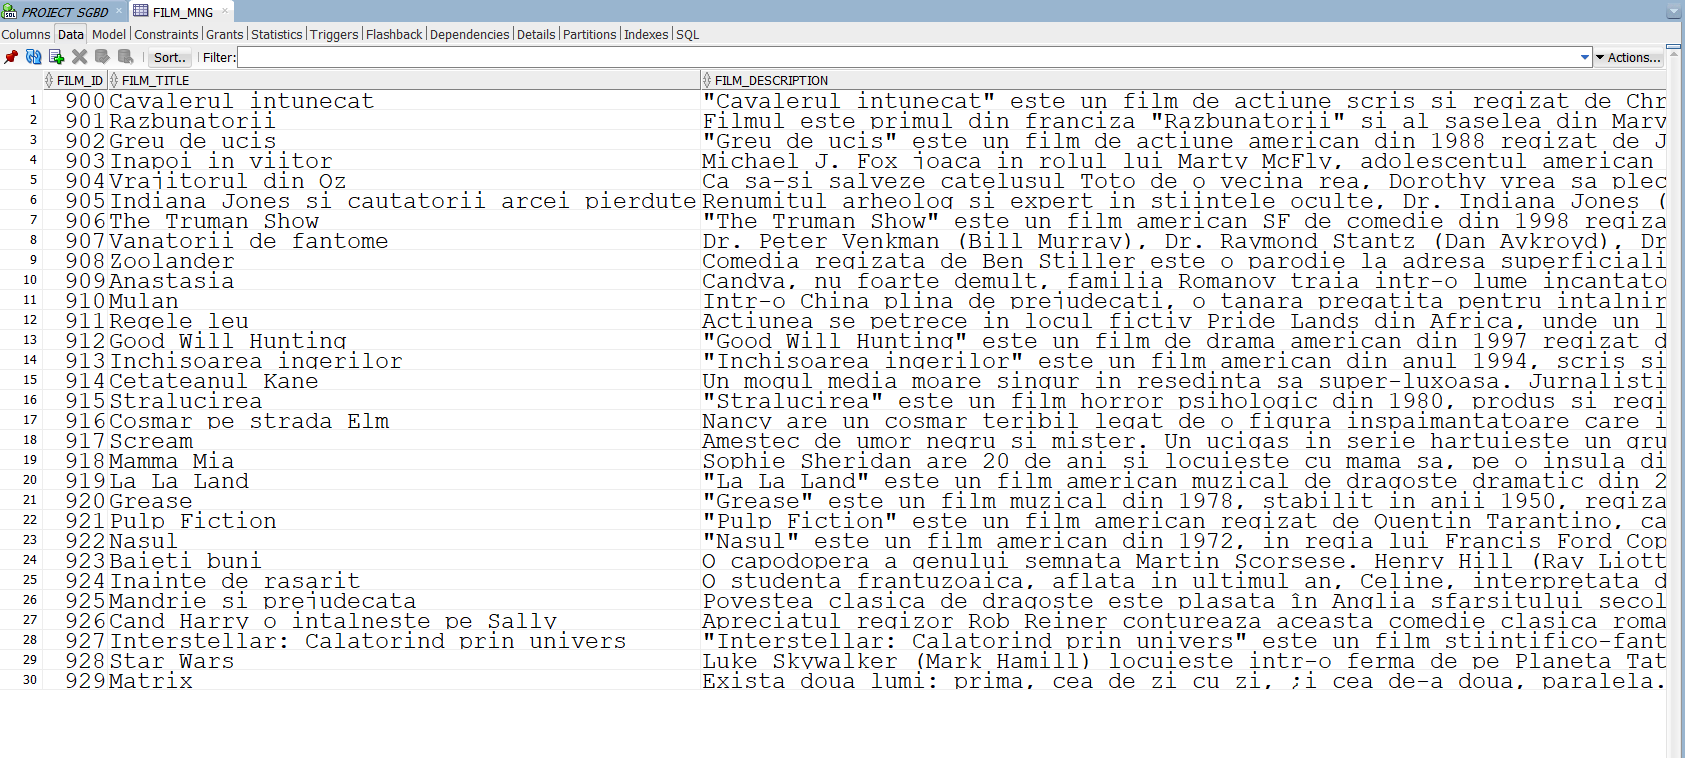 PROIECT SGBD × FILM_MNG ×
Columns Data Model Constraints Grants Statistics Triggers Flashback Dependencies Details Partitions Indexes SQL
Sort.. Filter: Actions...
FILM_ID FILM_TITLE FILM_DESCRIPTION
1 900 Cavalerul intunecat "Cavalerul intunecat" este un film de actiune scris si regizat de Chr
2 901 Razbunatorii Filmul este primul din franciza "Razbunatorii" si al saselea din Marv
3 902 Greu de ucis "Greu de ucis" este un film de actiune american din 1988 regizat de J
4 903 Inapoi in viitor Michael J. Fox joaca in rolul lui Marty McFly, adolescentul american
5 904 Vrajitorul din Oz Ca sa-si salveze catelusul Toto de o vecina rea, Dorothy vrea sa plec
6 905 Indiana Jones si cautatorii arcei pierdute Renumitul arheolog si expert in stiintele oculte, Dr. Indiana Jones (
7 906 The Truman Show "The Truman Show" este un film american SF de comedie din 1998 regiza
8 907 Vanatorii de fantome Dr. Peter Venkman (Bill Murray), Dr. Raymond Stantz (Dan Aykroyd), Dr
9 908 Zoolander Comedia regizata de Ben Stiller este o parodie la adresa superficiali
10 909 Anastasia Candva, nu foarte demult, familia Romanov traia intr-o lume incantato
11 910 Mulan Intr-o China plina de prejudecati, o tanara pregatita pentru intalnir
12 911 Regele leu Actiunea se petrece in locul fictiv Pride Lands din Africa, unde un l
13 912 Good Will Hunting "Good Will Hunting" este un film de drama american din 1997 regizat d
14 913 Inchisoarea ingerilor "Inchisoarea ingerilor" este un film american din anul 1994, scris si
15 914 Cetateanul Kane Un mogul media moare singur in resedinta sa super-luxoasa. Jurnalisti
16 915 Stralucirea "Stralucirea" este un film horror psihologic din 1980, produs si regi
17 916 Cosmar pe strada Elm Nancy are un cosmar teribil legat de o figura inspaimantatoare care i
18 917 Scream Amestec de umor negru si mister. Un ucigas in serie hartuieste un gru
19 918 Mamma Mia Sophie Sheridan are 20 de ani si locuieste cu mama sa, pe o insula di
20 919 La La Land "La La Land" este un film american muzical de dragoste dramatic din 2
21 920 Grease "Grease" este un film muzical din 1978, stabilit in anii 1950, regiza
22 921 Pulp Fiction "Pulp Fiction" este un film american regizat de Quentin Tarantino, ca
23 922 Nasul "Nasul" este un film american din 1972, in regia lui Francis Ford Cop
24 923 Baieti buni O capodopera a genului semnata Martin Scorsese. Henry Hill (Ray Liott
25 924 Inainte de rasarit O studenta frantuzoaica, aflata in ultimul an, Celine, interpretata d
26 925 Mandrie si prejudecata Povestea clasica de dragoste este plasata în Anglia sfarsitului secol
27 926 Cand Harry o intalneste pe Sally Apreciatul regizor Rob Reiner contureaza aceasta comedie clasica roma
28 927 Interstellar: Calatorind prin univers "Interstellar: Calatorind prin univers" este un film stiintifico-fant
29 928 Star Wars Luke Skywalker (Mark Hamill) locuieste intr-o ferma de pe Planeta Tat
30 929 Matrix Exista doua lumi: prima, cea de zi cu zi, ;i cea de-a doua, paralela.